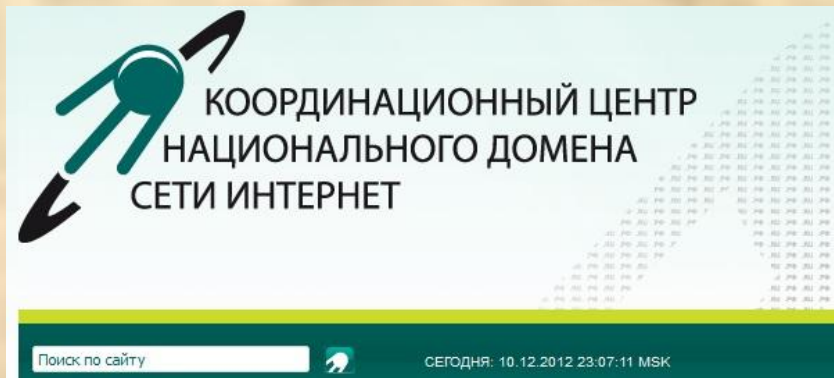 КООРДИНАЦИОННЫЙ ЦЕНТР
НАЦИОНАЛЬНОГО ДОМЕНА
СЕТИ ИНТЕРНЕТ
Поиск по сайту
СЕГОДНЯ: 10.12.2012 23:07:11 MSK